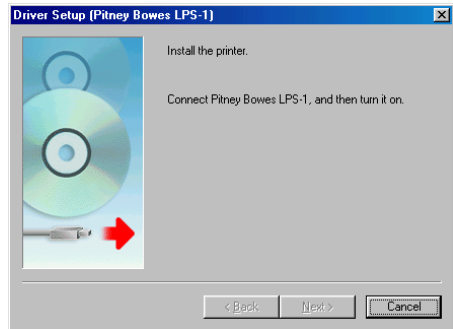 Driver Setup (Pitney Bowes LPS-1)
Install the printer.
Connect Pitney Bowes LPS-1, and then turn it on.
< Back Next > Cancel